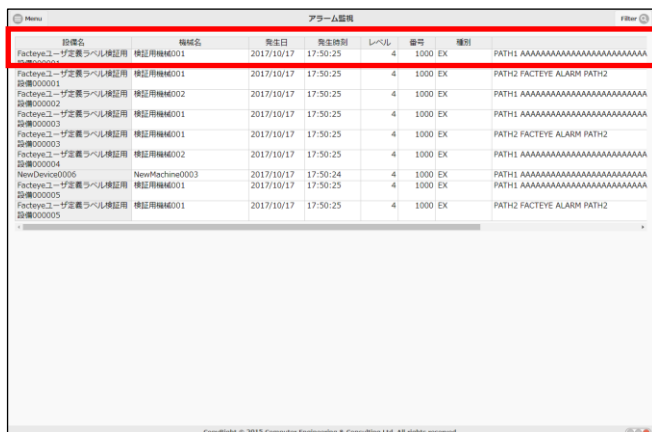 Menu アラーム監視 Filter
設備名 機械名 発生日 発生時刻 レベル 番号 種別
Facteyeユーザ定義ラベル検証用 検証用機械001 2017/10/17 17:50:25 4 1000 EX PATH1 AAAAAAAAAAAAAAAAAAAAAAAAA
設備000001
Facteyeユーザ定義ラベル検証用 検証用機械001 2017/10/17 17:50:25 4 1000 EX PATH2 FACTEYE ALARM PATH2
設備000001
Facteyeユーザ定義ラベル検証用 検証用機械002 2017/10/17 17:50:25 4 1000 EX PATH1 AAAAAAAAAAAAAAAAAAAAAAAAA
設備000002
Facteyeユーザ定義ラベル検証用 検証用機械001 2017/10/17 17:50:25 4 1000 EX PATH1 AAAAAAAAAAAAAAAAAAAAAAAAA
設備000003
Facteyeユーザ定義ラベル検証用 検証用機械001 2017/10/17 17:50:25 4 1000 EX PATH2 FACTEYE ALARM PATH2
設備000003
Facteyeユーザ定義ラベル検証用 検証用機械002 2017/10/17 17:50:25 4 1000 EX PATH1 AAAAAAAAAAAAAAAAAAAAAAAAA
設備000004
NewDevice0006 NewMachine0003 2017/10/17 17:50:24 4 1000 EX PATH1 AAAAAAAAAAAAAAAAAAAAAAAAA
Facteyeユーザ定義ラベル検証用 検証用機械001 2017/10/17 17:50:25 4 1000 EX PATH1 AAAAAAAAAAAAAAAAAAAAAAAAA
設備000005
Facteyeユーザ定義ラベル検証用 検証用機械001 2017/10/17 17:50:25 4 1000 EX PATH2 FACTEYE ALARM PATH2
設備000005
CopyRight © 2015 Computer Engineering & Consulting Ltd. All rights reserved.